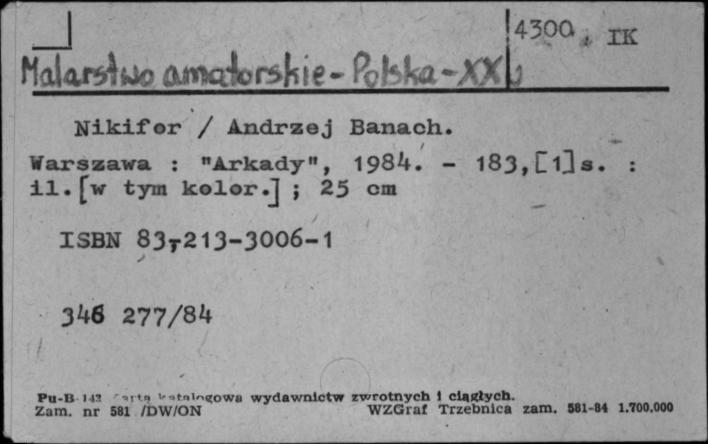 4300, IK
Malarstwo amatorskie - Polska - XX w
Nikifor / Andrzej Banach.
Warszawa : "Arkady", 1984. - 183,[1]s. :
il.[w tym kolor.] ; 25 cm
ISBN 83-213-3006-1
346 277/84
Pu-B 143 Karta katalogowa wydawnictw zwrotnych i ciągłych.
Zam. nr 581 /DW/ON WZGraf Trzebnica zam. 581-84 1.700.000